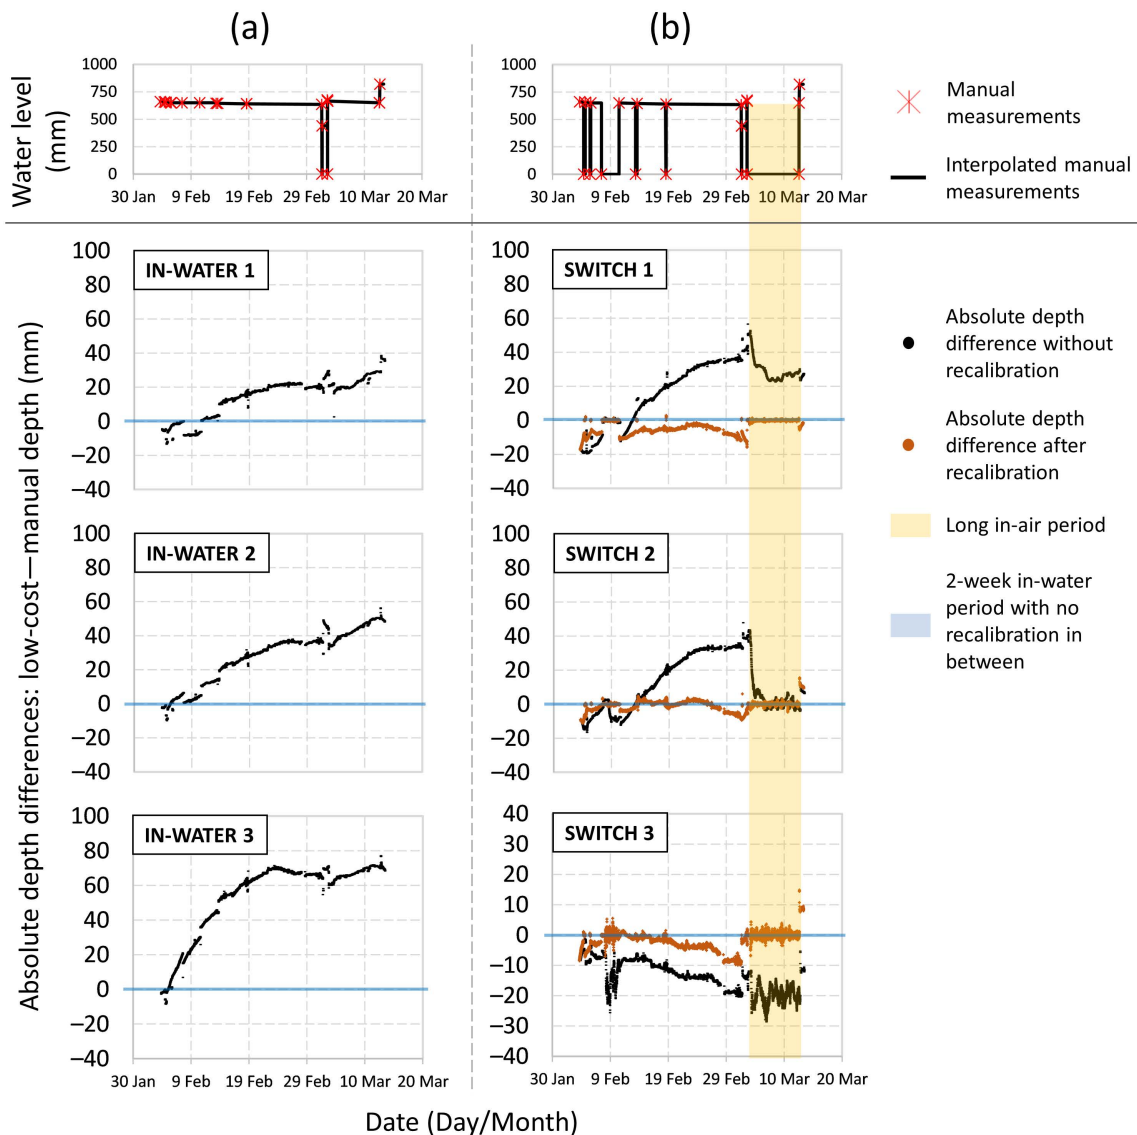 (a)
(b)
Water level
(mm)
1000
750
500
250
0
30 Jan
9 Feb
19 Feb
29 Feb
10 Mar
20 Mar
1000
750
500
250
0
30 Jan
9 Feb
19 Feb
29 Feb
10 Mar
20 Mar
Manual
measurements
Interpolated manual
measurements
Absolute depth differences: low-cost—manual depth (mm)
IN-WATER 1
100
80
60
40
20
0
–20
–40
SWITCH 1
100
80
60
40
20
0
–20
–40
IN-WATER 2
100
80
60
40
20
0
–20
–40
SWITCH 2
100
80
60
40
20
0
–20
–40
IN-WATER 3
100
80
60
40
20
0
–20
–40
30 Jan
9 Feb
19 Feb
29 Feb
10 Mar
20 Mar
SWITCH 3
40
30
20
10
0
–10
–20
–30
–40
30 Jan
9 Feb
19 Feb
29 Feb
10 Mar
20 Mar
Absolute depth
difference without
recalibration
Absolute depth
difference after
recalibration
Long in-air period
2-week in-water
period with no
recalibration in
between
Date (Day/Month)